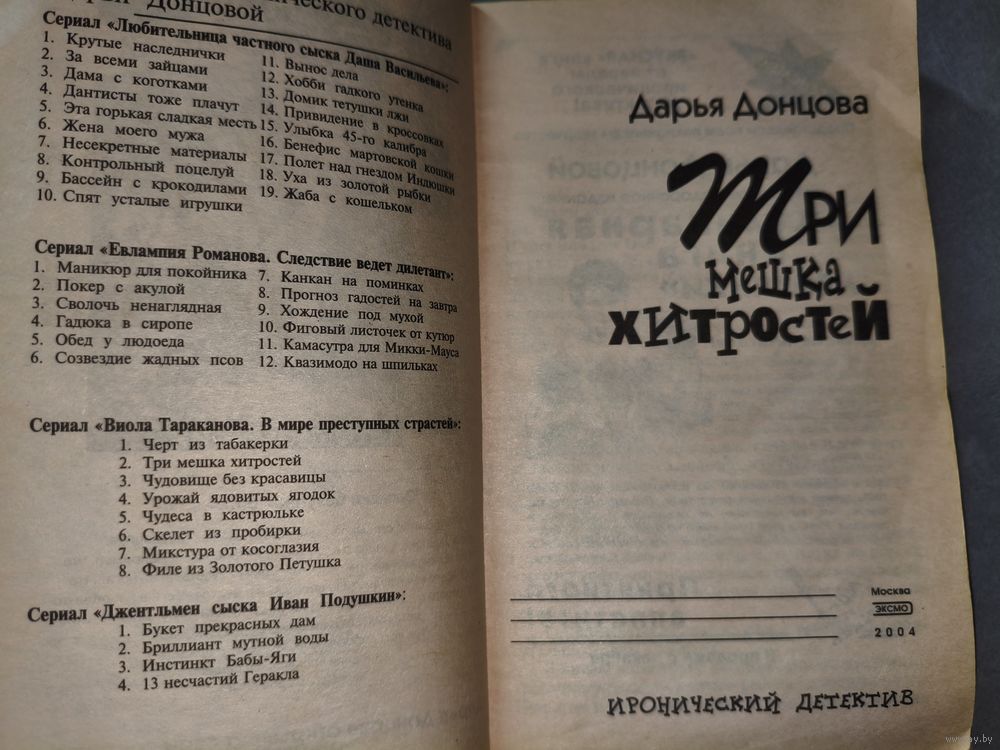 ического детектива
Донцовой
Сериал «Любительница частного сыска Даша Васильева»:
1. Крутые наследнички
2. За всеми зайцами
3. Дама с коготками
4. Дантисты тоже плачут
5. Эта горькая сладкая месть
6. Жена моего мужа
7. Несекретные материалы
8. Контрольный поцелуй
9. Бассейн с крокодилами
10. Спят усталые игрушки
11. Вынос дела
12. Хобби гадкого утенка
13. Домик тетушки лжи
14. Привидение в кроссовках
15. Улыбка 45-го калибра
16. Бенефис мартовской кошки
17. Полет над гнездом Индюшки
18. Уха из золотой рыбки
19. Жаба с кошельком
Сериал «Евлампия Романова. Следствие ведет дилетант»:
1. Маникюр для покойника
2. Покер с акулой
3. Сволочь ненаглядная
4. Гадюка в сиропе
5. Обед у людоеда
6. Созвездие жадных псов
7. Канкан на поминках
8. Прогноз гадостей на завтра
9. Хождение под мухой
10. Фиговый листочек от кутюр
11. Камасутра для Микки-Мауса
12. Квазимодо на шпильках
Сериал «Виола Тараканова. В мире преступных страстей»:
1. Черт из табакерки
2. Три мешка хитростей
3. Чудовище без красавицы
4. Урожай ядовитых ягодок
5. Чудеса в кастрюльке
6. Скелет из пробирки
7. Микстура от косоглазия
8. Филе из Золотого Петушка
Сериал «Джентльмен сыска Иван Подушкин»:
1. Букет прекрасных дам
2. Бриллиант мутной воды
3. Инстинкт Бабы-Яги
4. 13 несчастий Геракла
Дарья Донцова
Три
мешка
хитростей
Москва
ЭКСМО
2004
ИРОНИЧЕСКИЙ ДЕТЕКТИВ